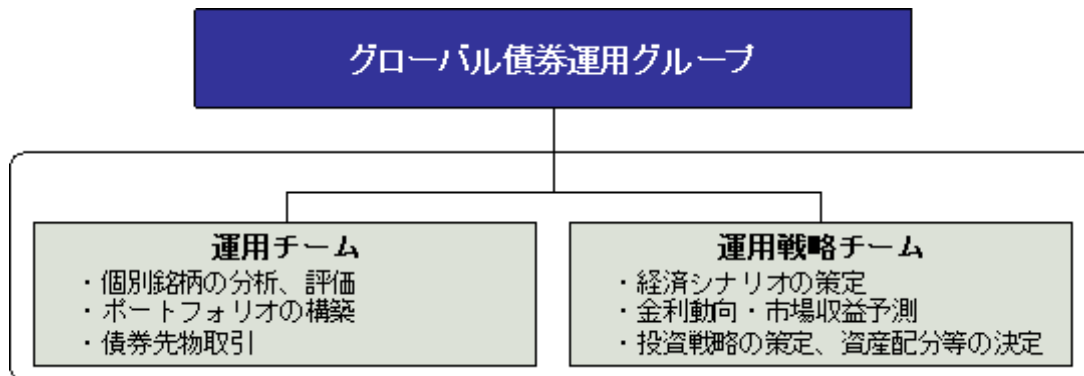 グローバル債券運用グループ
運用チーム
・個別銘柄の分析、評価
・ポートフォリオの構築
・債券先物取引
運用戦略チーム
・経済シナリオの策定
・金利動向・市場収益予測
・投資戦略の策定、資産配分等の決定